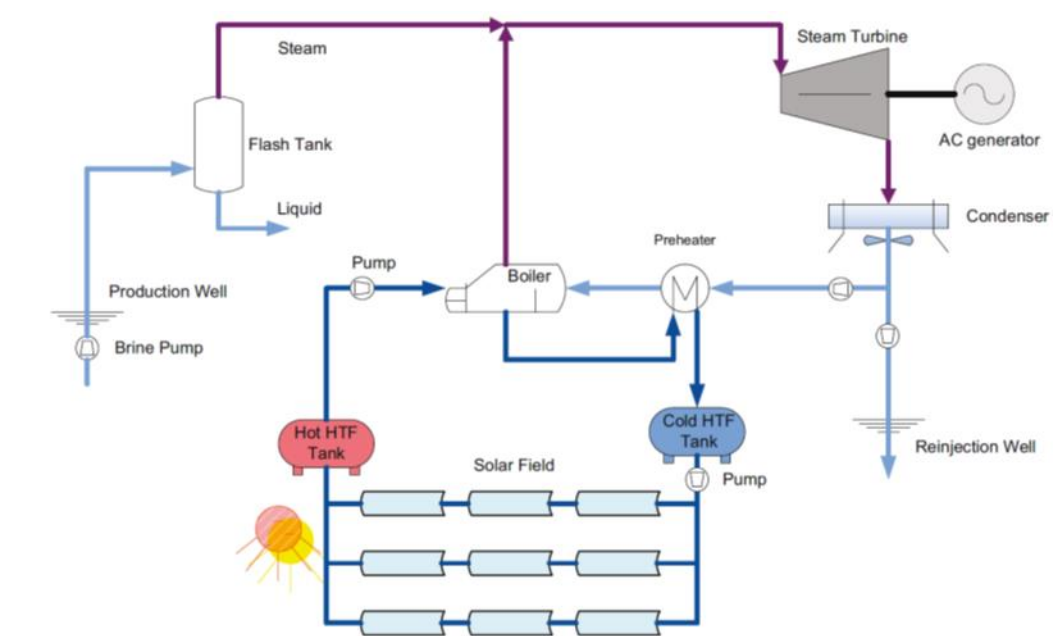 Steam
Steam Turbine
Flash Tank
AC generator
Liquid
Condenser
Preheater
Pump
Boiler
Production Well
Brine Pump
Hot HTF
Tank
Cold HTF
Tank
Solar Field
Reinjection Well
Pump